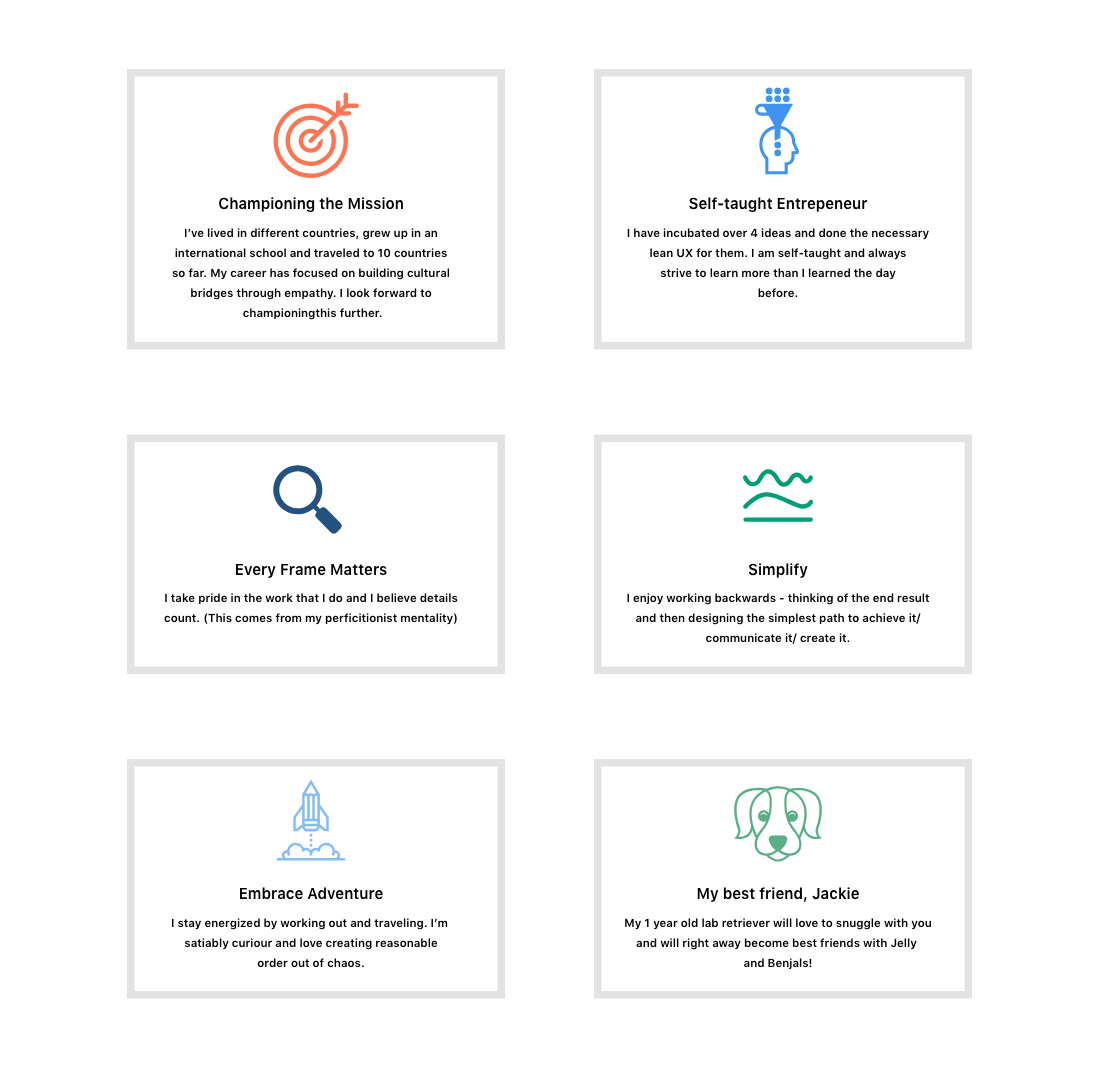 Championing the Mission
I've lived in different countries, grew up in an
international school and traveled to 10 countries
so far. My career has focused on building cultural
bridges through empathy. I look forward to
championingthis further.
Self-taught Entrepeneur
I have incubated over 4 ideas and done the necessary
lean UX for them. I am self-taught and always
strive to learn more than I learned the day
before.
Every Frame Matters
I take pride in the work that I do and I believe details
count. (This comes from my perficitionist mentality)
Simplify
I enjoy working backwards - thinking of the end result
and then designing the simplest path to achieve it/
communicate it/ create it.
Embrace Adventure
I stay energized by working out and traveling. I'm
satiably curiour and love creating reasonable
order out of chaos.
My best friend, Jackie
My 1 year old lab retriever will love to snuggle with you
and will right away become best friends with Jelly
and Benjals!